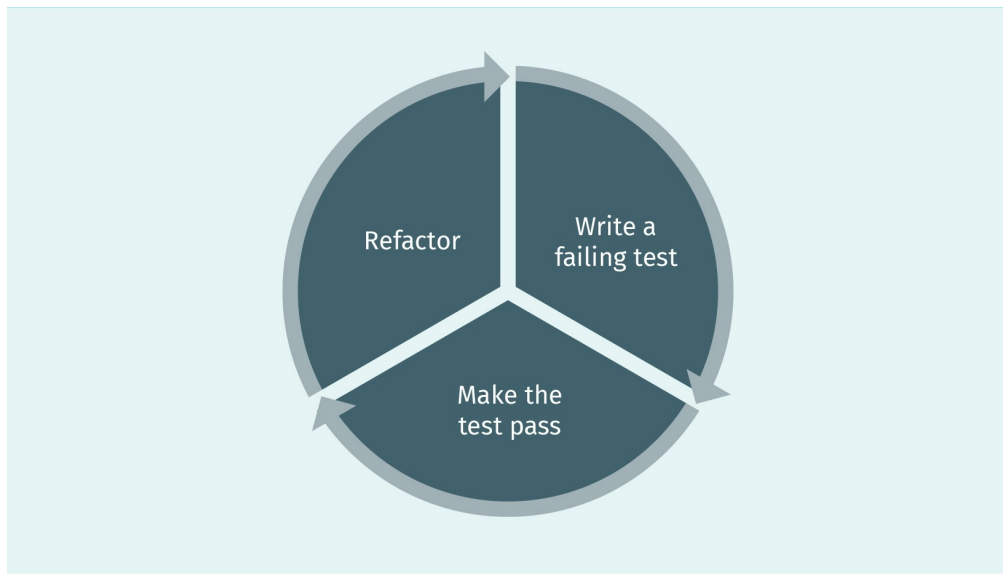 Refactor
Write a
failing test
Make the
test pass